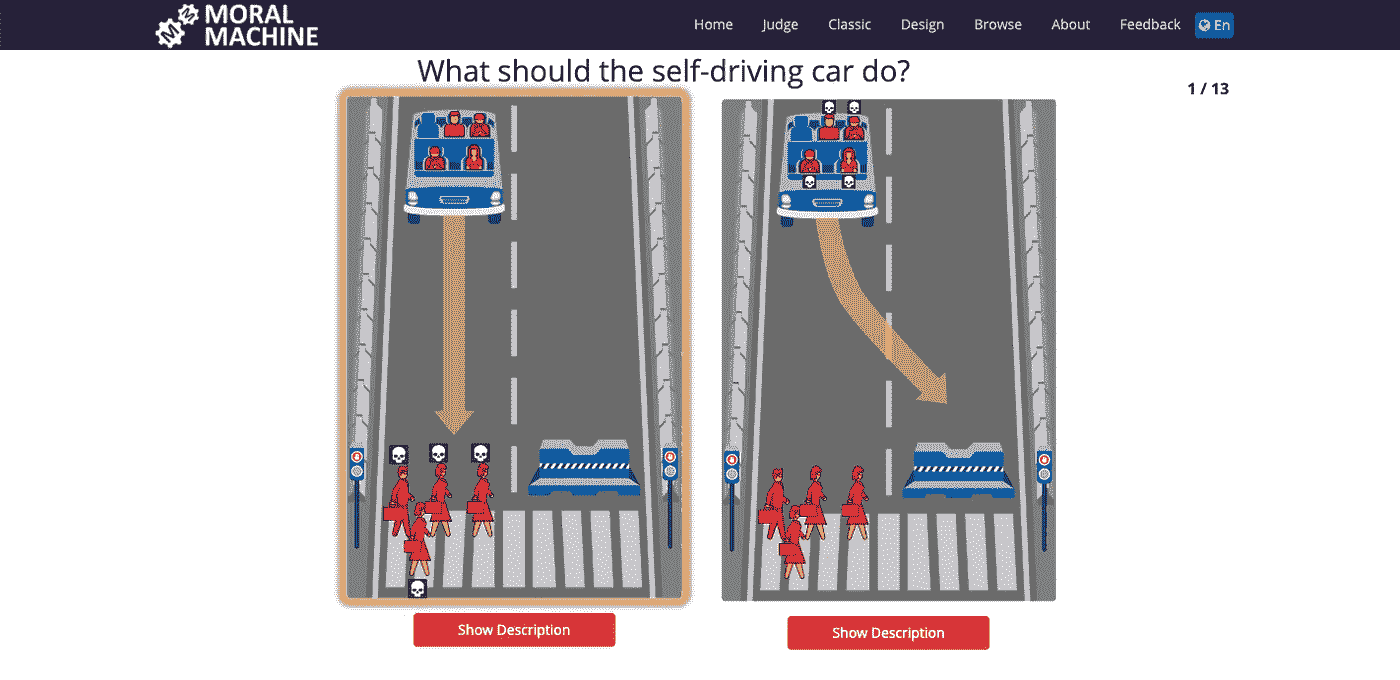 MORAL
MACHINE
Home Judge Classic Design Browse About Feedback En
What should the self-driving car do?
1 / 13
Show Description Show Description